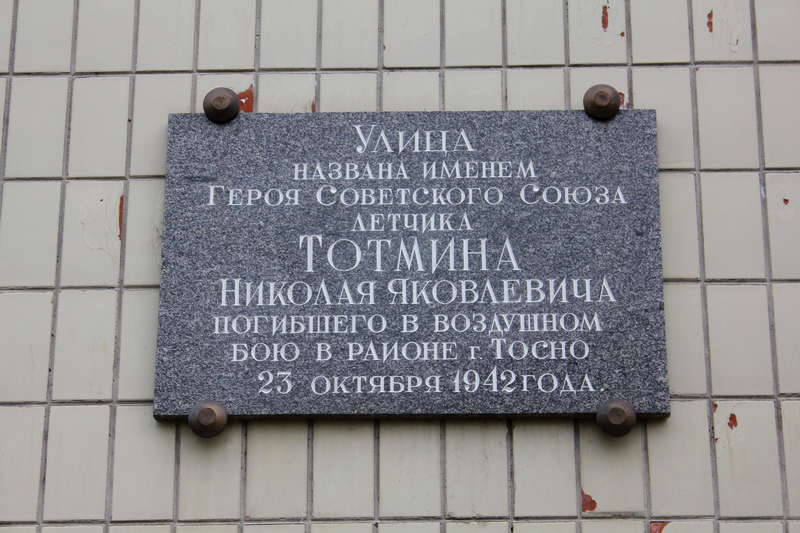 Улица
названа именем
Героя Советского Союза
летчика
Тотмина
Николая Яковлевича
погибшего в воздушном
бою в районе г. Тосно
23 октября 1942 года.